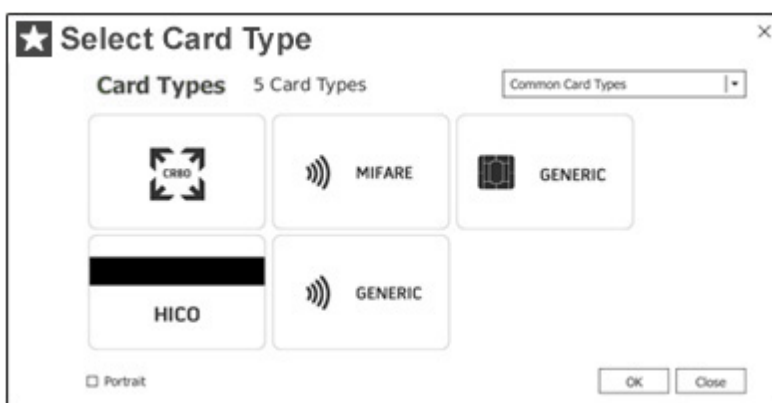 Select Card Type
Card Types 5 Card Types Common Card Types
CR80 MIFARE GENERIC
HICO GENERIC
Portrait OK Close